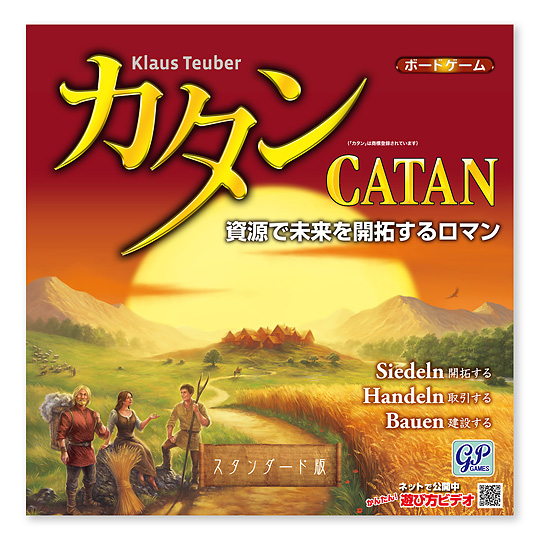 Klaus Teuber
ボードゲーム
カタン
(「カタン」は商標登録されています)
CATAN
資源で未来を開拓するロマン
Siedeln 開拓する
Handeln 取引する
Bauen 建設する
スタンダード版
GP
GAMES
ネットで公開中
かんたん! 遊び方ビデオ